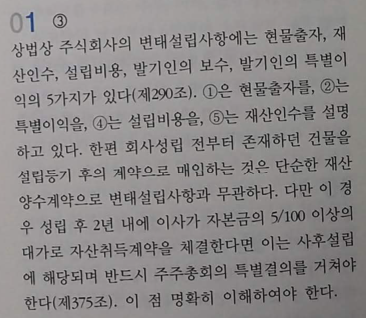 01 ③
상법상 주식회사의 변태설립사항에는 현물출자, 재
산인수, 설립비용, 발기인의 보수, 발기인의 특별이
익의 5가지가 있다(제290조). ①은 현물출자를, ②는
특별이익을, ④는 설립비용을, ⑤는 재산인수를 설명
하고 있다. 한편 회사성립 전부터 존재하던 건물을
설립등기 후의 계약으로 매입하는 것은 단순한 재산
양수계약으로 변태설립사항과 무관하다. 다만 이 경
우 성립 후 2년 내에 이사가 자본금의 5/100 이상의
대가로 자산취득계약을 체결한다면 이는 사후설립
에 해당되며 반드시 주주총회의 특별결의를 거쳐야
한다(제375조). 이 점 명확히 이해하여야 한다.